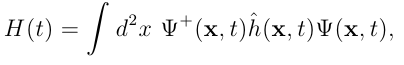 H(t) = ∫ d²x Ψ⁺(𝐱, t)ĥ(𝐱, t)Ψ(𝐱, t),